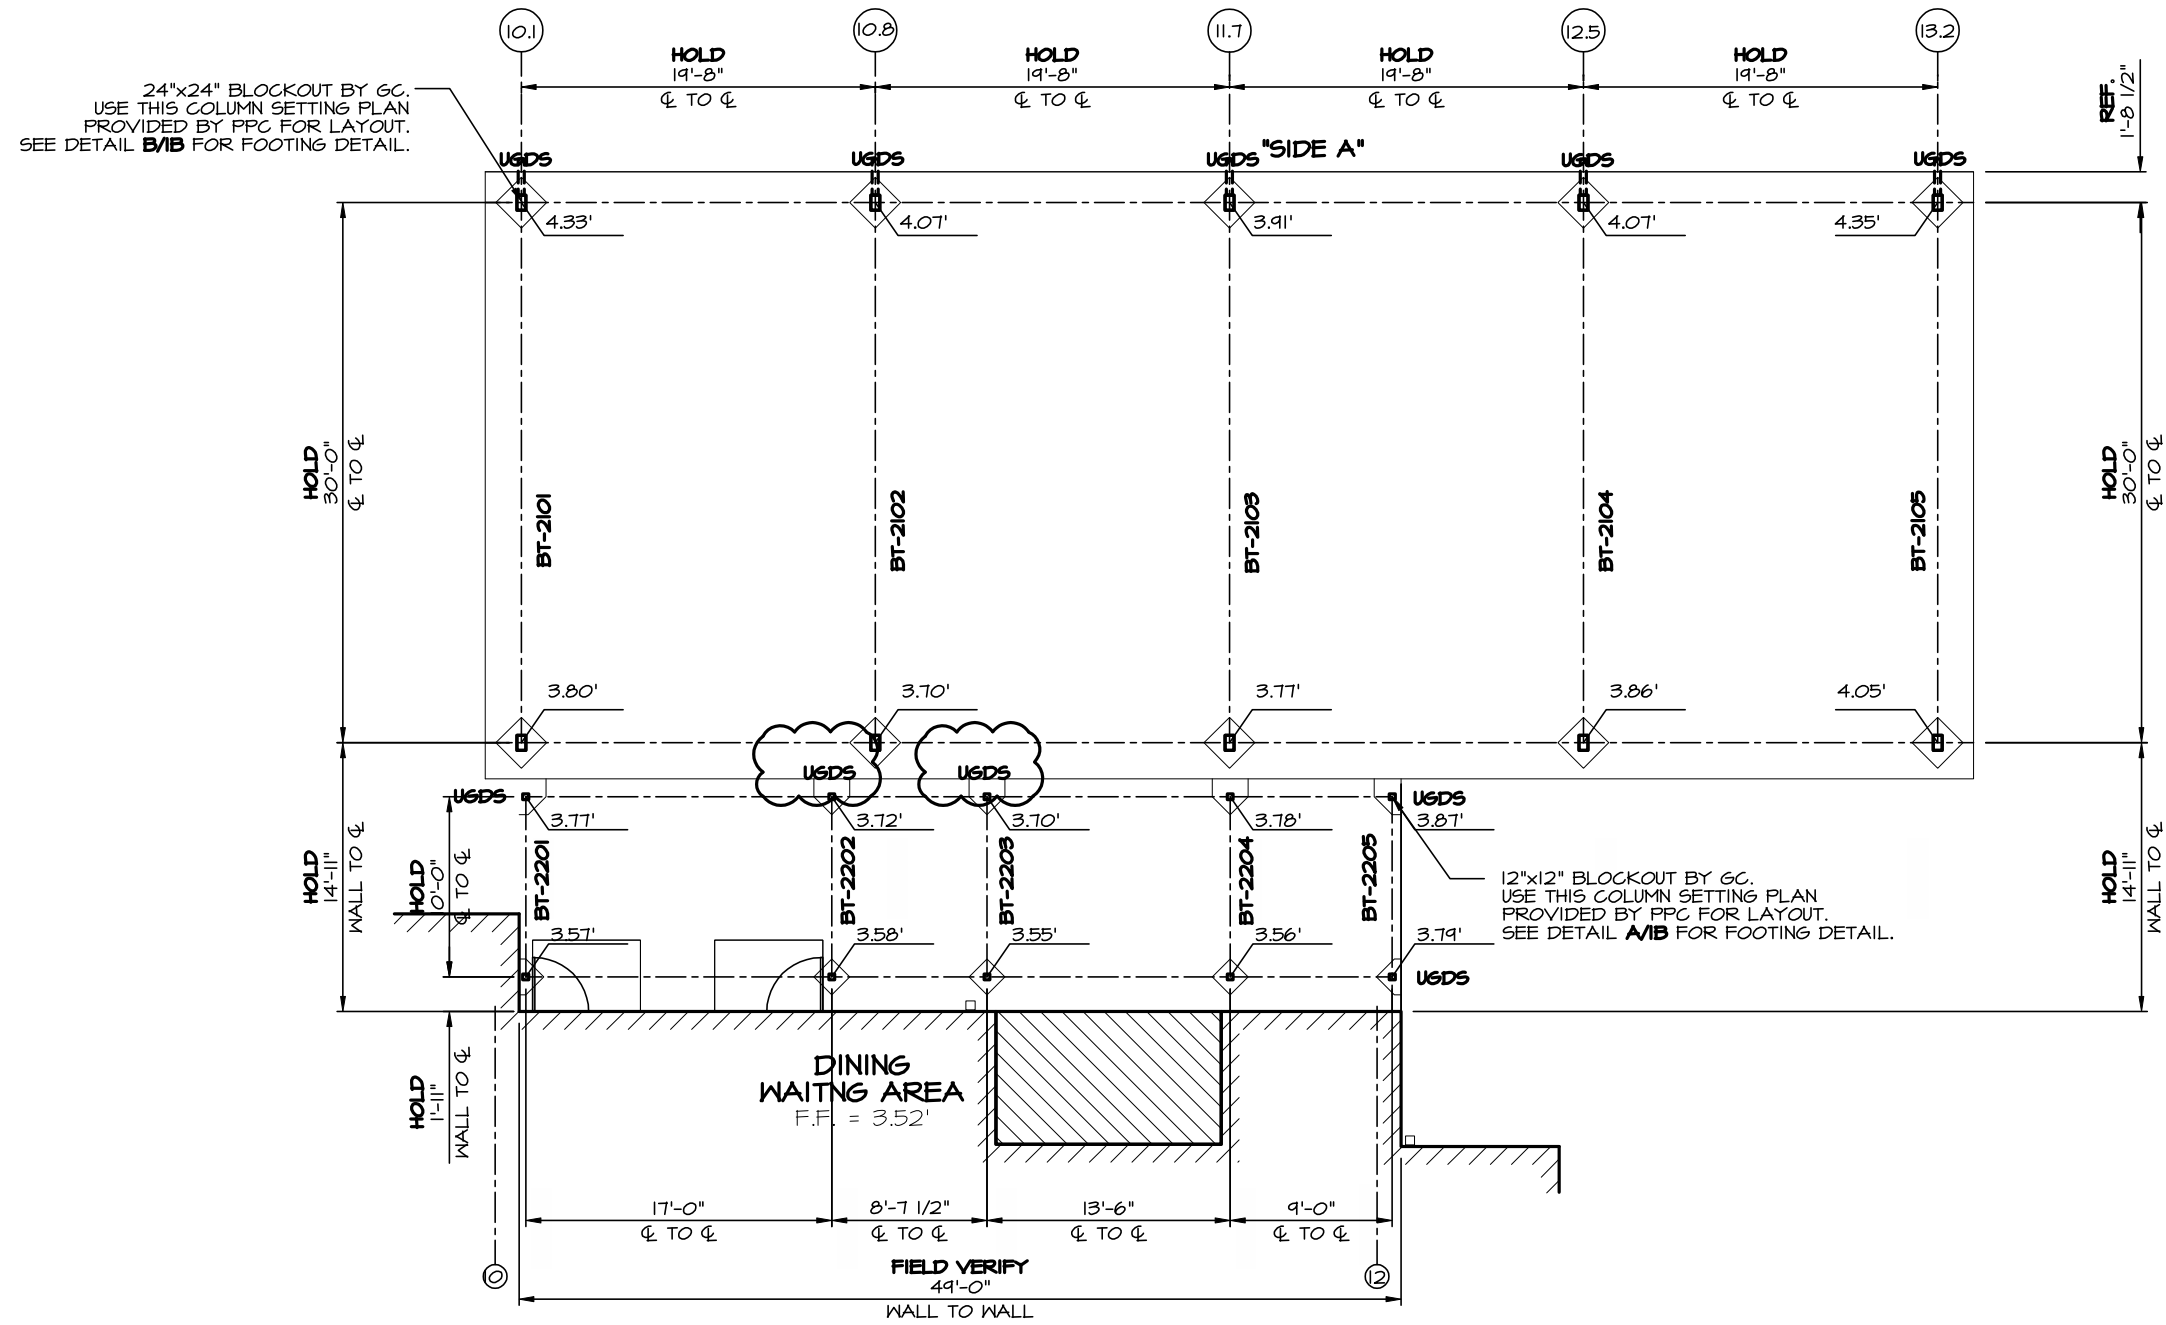 10.1
10.8
11.7
12.5
13.2
HOLD
19'-8"
℄ TO ℄
HOLD
19'-8"
℄ TO ℄
HOLD
19'-8"
℄ TO ℄
HOLD
19'-8"
℄ TO ℄
REF.
1'-8 1/2"
24"x24" BLOCKOUT BY GC.
USE THIS COLUMN SETTING PLAN
PROVIDED BY PPC FOR LAYOUT.
SEE DETAIL B/1B FOR FOOTING DETAIL.
"SIDE A"
UGDS
UGDS
UGDS
UGDS
UGDS
4.33'
4.07'
3.91'
4.07'
4.35'
HOLD
30'-0"
℄ TO ℄
BT-2101
BT-2102
BT-2103
BT-2104
BT-2105
HOLD
30'-0"
℄ TO ℄
3.80'
3.70'
3.77'
3.86'
4.05'
UGDS
UGDS
UGDS
UGDS
3.77'
3.72'
3.70'
3.78'
3.87'
HOLD
14'-11"
WALL TO ℄
HOLD
10'-0"
℄ TO ℄
BT-2201
BT-2202
BT-2203
BT-2204
BT-2205
12"x12" BLOCKOUT BY GC.
USE THIS COLUMN SETTING PLAN
PROVIDED BY PPC FOR LAYOUT.
SEE DETAIL A/1B FOR FOOTING DETAIL.
HOLD
14'-11"
WALL TO ℄
3.57'
3.58'
3.55'
3.56'
3.79'
UGDS
HOLD
1'-11"
WALL TO ℄
DINING
WAITNG AREA
F.F. = 3.52'
17'-0"
℄ TO ℄
8'-7 1/2"
℄ TO ℄
13'-6"
℄ TO ℄
9'-0"
℄ TO ℄
10
12
FIELD VERIFY
49'-0"
WALL TO WALL